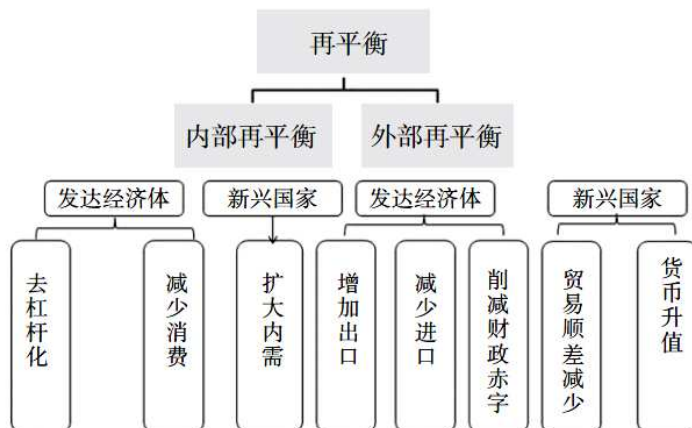 再平衡
内部再平衡
外部再平衡
发达经济体
新兴国家
发达经济体
新兴国家
去杠杆化
减少消费
扩大内需
增加出口
减少进口
削减财政赤字
贸易顺差减少
货币升值